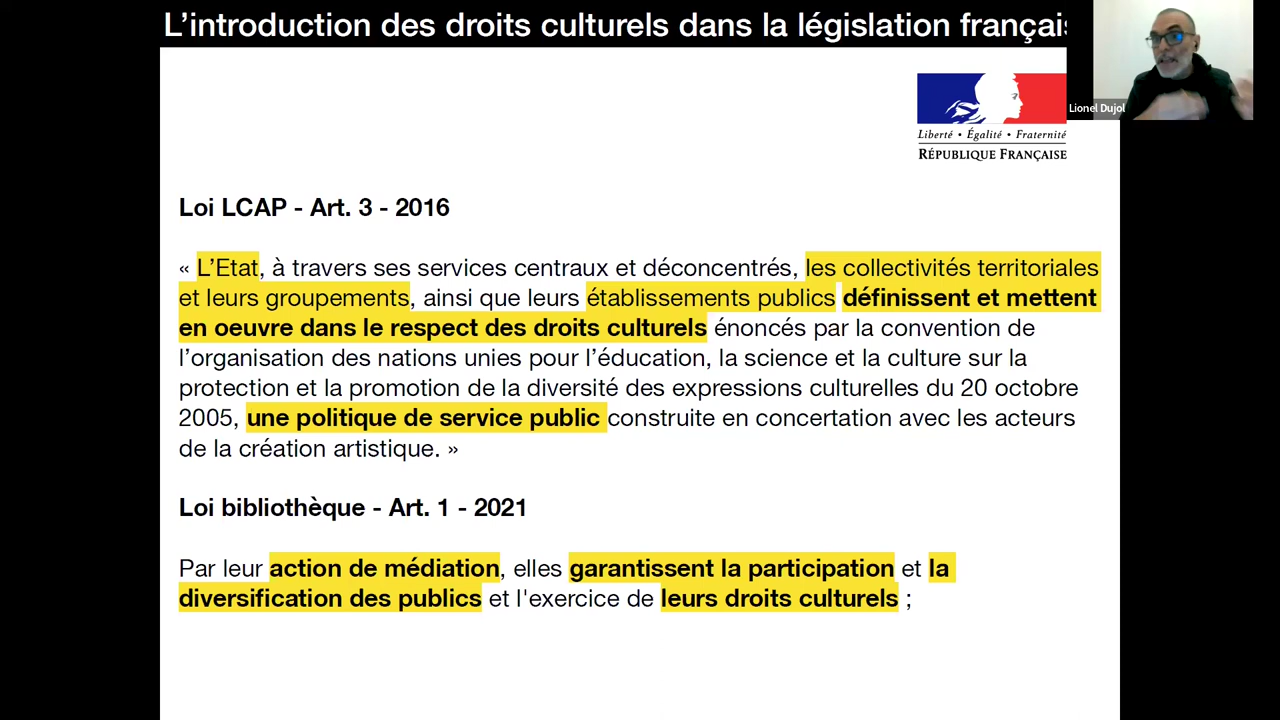 L’introduction des droits culturels dans la législation français
Lionel Dujol
Liberté • Égalité • Fraternité
RÉPUBLIQUE FRANÇAISE
Loi LCAP - Art. 3 - 2016
« L’Etat, à travers ses services centraux et déconcentrés, les collectivités territoriales
et leurs groupements, ainsi que leurs établissements publics définissent et mettent
en oeuvre dans le respect des droits culturels énoncés par la convention de
l’organisation des nations unies pour l’éducation, la science et la culture sur la
protection et la promotion de la diversité des expressions culturelles du 20 octobre
2005, une politique de service public construite en concertation avec les acteurs
de la création artistique. »
Loi bibliothèque - Art. 1 - 2021
Par leur action de médiation, elles garantissent la participation et la
diversification des publics et l'exercice de leurs droits culturels ;